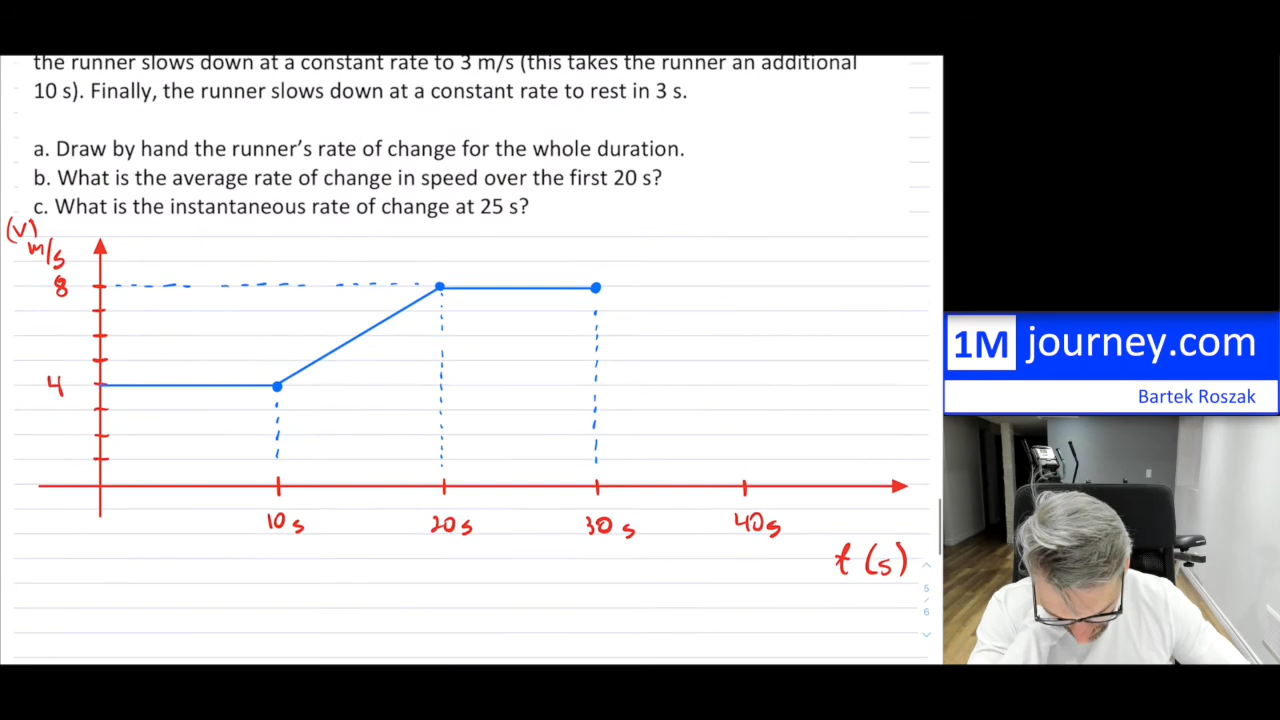 the runner slows down at a constant rate to 3 m/s (this takes the runner an additional
10 s). Finally, the runner slows down at a constant rate to rest in 3 s.
a. Draw by hand the runner's rate of change for the whole duration.
b. What is the average rate of change in speed over the first 20 s?
c. What is the instantaneous rate of change at 25 s?
(v)
m/s
8
4
10 s
20 s
30 s
40 s
t (s)
5
/
6
1M journey.com
Bartek Roszak